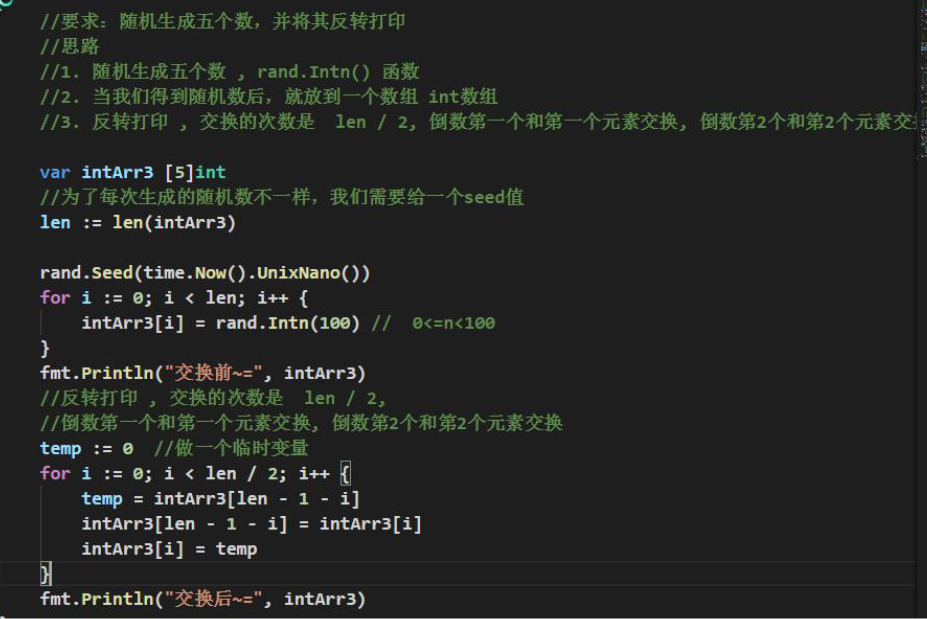 //要求：随机生成五个数，并将其反转打印
//思路
//1. 随机生成五个数 , rand.Intn() 函数
//2. 当我们得到随机数后，就放到一个数组 int数组
//3. 反转打印 , 交换的次数是  len / 2, 倒数第一个和第一个元素交换, 倒数第2个和第2个元素交
var intArr3 [5]int
//为了每次生成的随机数不一样，我们需要给一个seed值
len := len(intArr3)
rand.Seed(time.Now().UnixNano())
for i := 0; i < len; i++ {
    intArr3[i] = rand.Intn(100) //  0<=n<100
}
fmt.Println("交换前~=", intArr3)
//反转打印 , 交换的次数是  len / 2,
//倒数第一个和第一个元素交换, 倒数第2个和第2个元素交换
temp := 0  //做一个临时变量
for i := 0; i < len / 2; i++ {
    temp = intArr3[len - 1 - i]
    intArr3[len - 1 - i] = intArr3[i]
    intArr3[i] = temp
}
fmt.Println("交换后~=", intArr3)